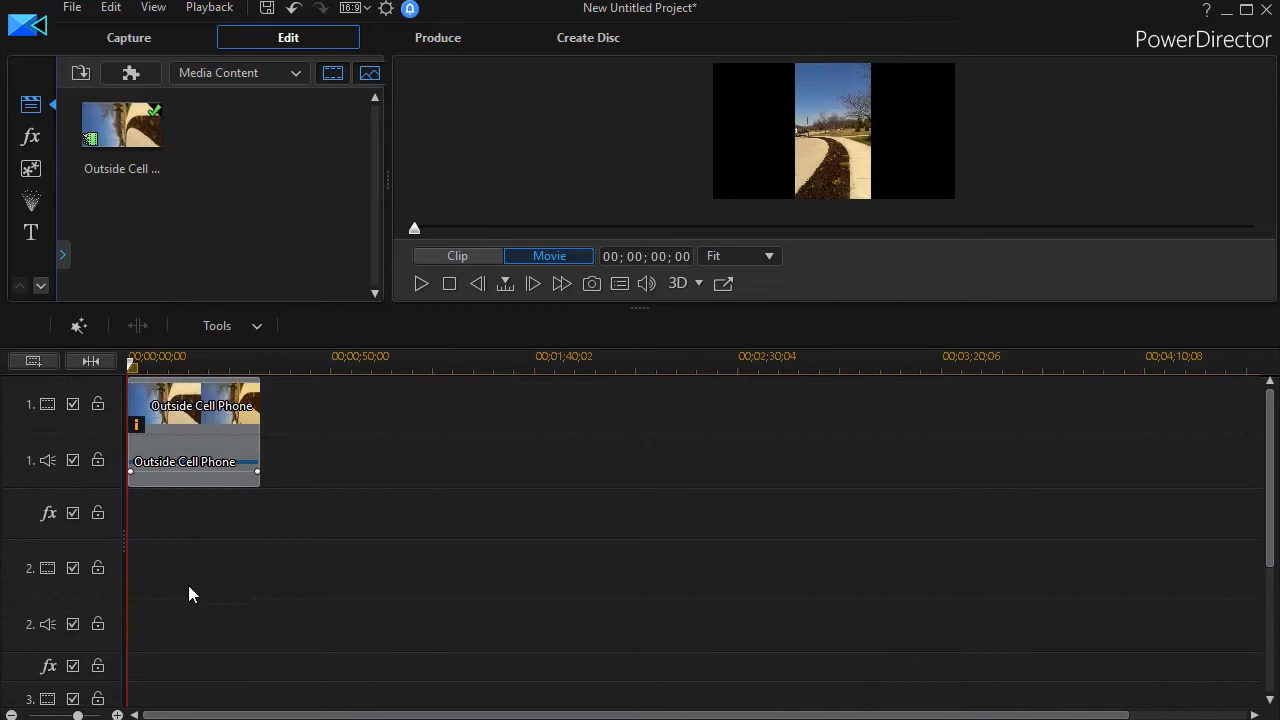 File Edit View Playback 16:9 New Untitled Project* ?
Capture Edit Produce Create Disc PowerDirector
Media Content
fx
Outside Cell ...
T
Clip Movie 00; 00; 00; 00 Fit
3D
Tools
00;00;00;00 00;00;50;00 00;01;40;02 00;02;30;04 00;03;20;06 00;04;10;08
1. Outside Cell Phone
i
1. Outside Cell Phone
fx
2.
2.
fx
3.